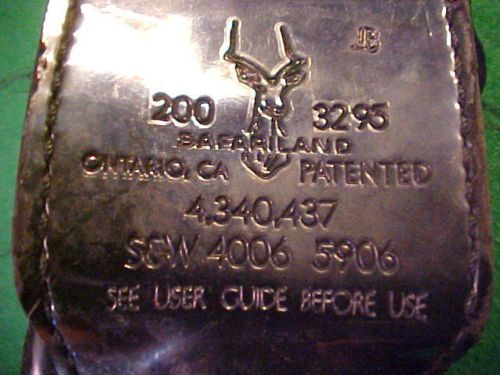 200 3295
SAFARILAND
ONTARIO, CA PATENTED
4,340,437
S&W 4006 5906
SEE USER GUIDE BEFORE USE